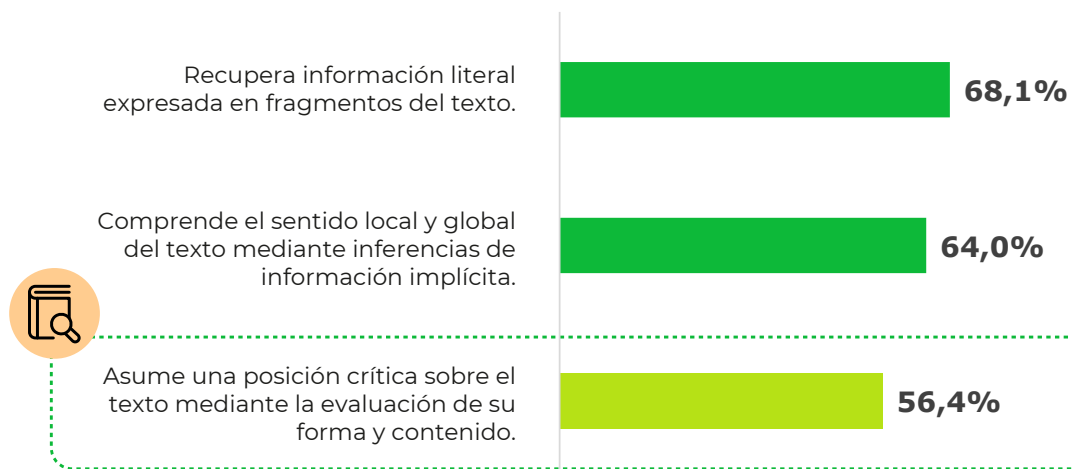 Recupera información literal
expresada en fragmentos del texto.
68,1%
Comprende el sentido local y global
del texto mediante inferencias de
información implícita.
64,0%
Asume una posición crítica sobre el
texto mediante la evaluación de su
forma y contenido.
56,4%